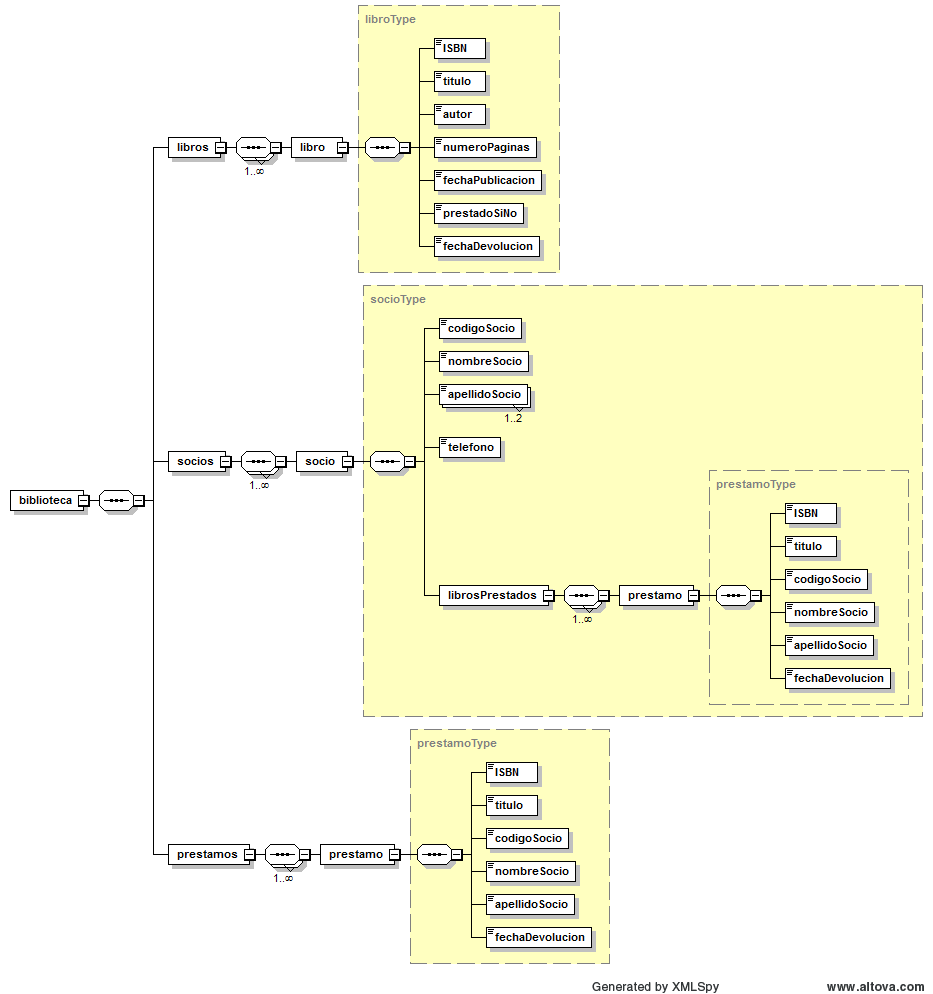 libroType
ISBN
titulo
autor
libros
libro
numeroPaginas
1..∞
fechaPublicacion
prestadoSiNo
fechaDevolucion
socioType
codigoSocio
nombreSocio
apellidoSocio
1..2
telefono
socios
socio
1..∞
prestamoType
biblioteca
ISBN
titulo
codigoSocio
librosPrestados
prestamo
1..∞
nombreSocio
apellidoSocio
fechaDevolucion
prestamoType
ISBN
titulo
codigoSocio
prestamos
prestamo
1..∞
nombreSocio
apellidoSocio
fechaDevolucion
Generated by XMLSpy
www.altova.com